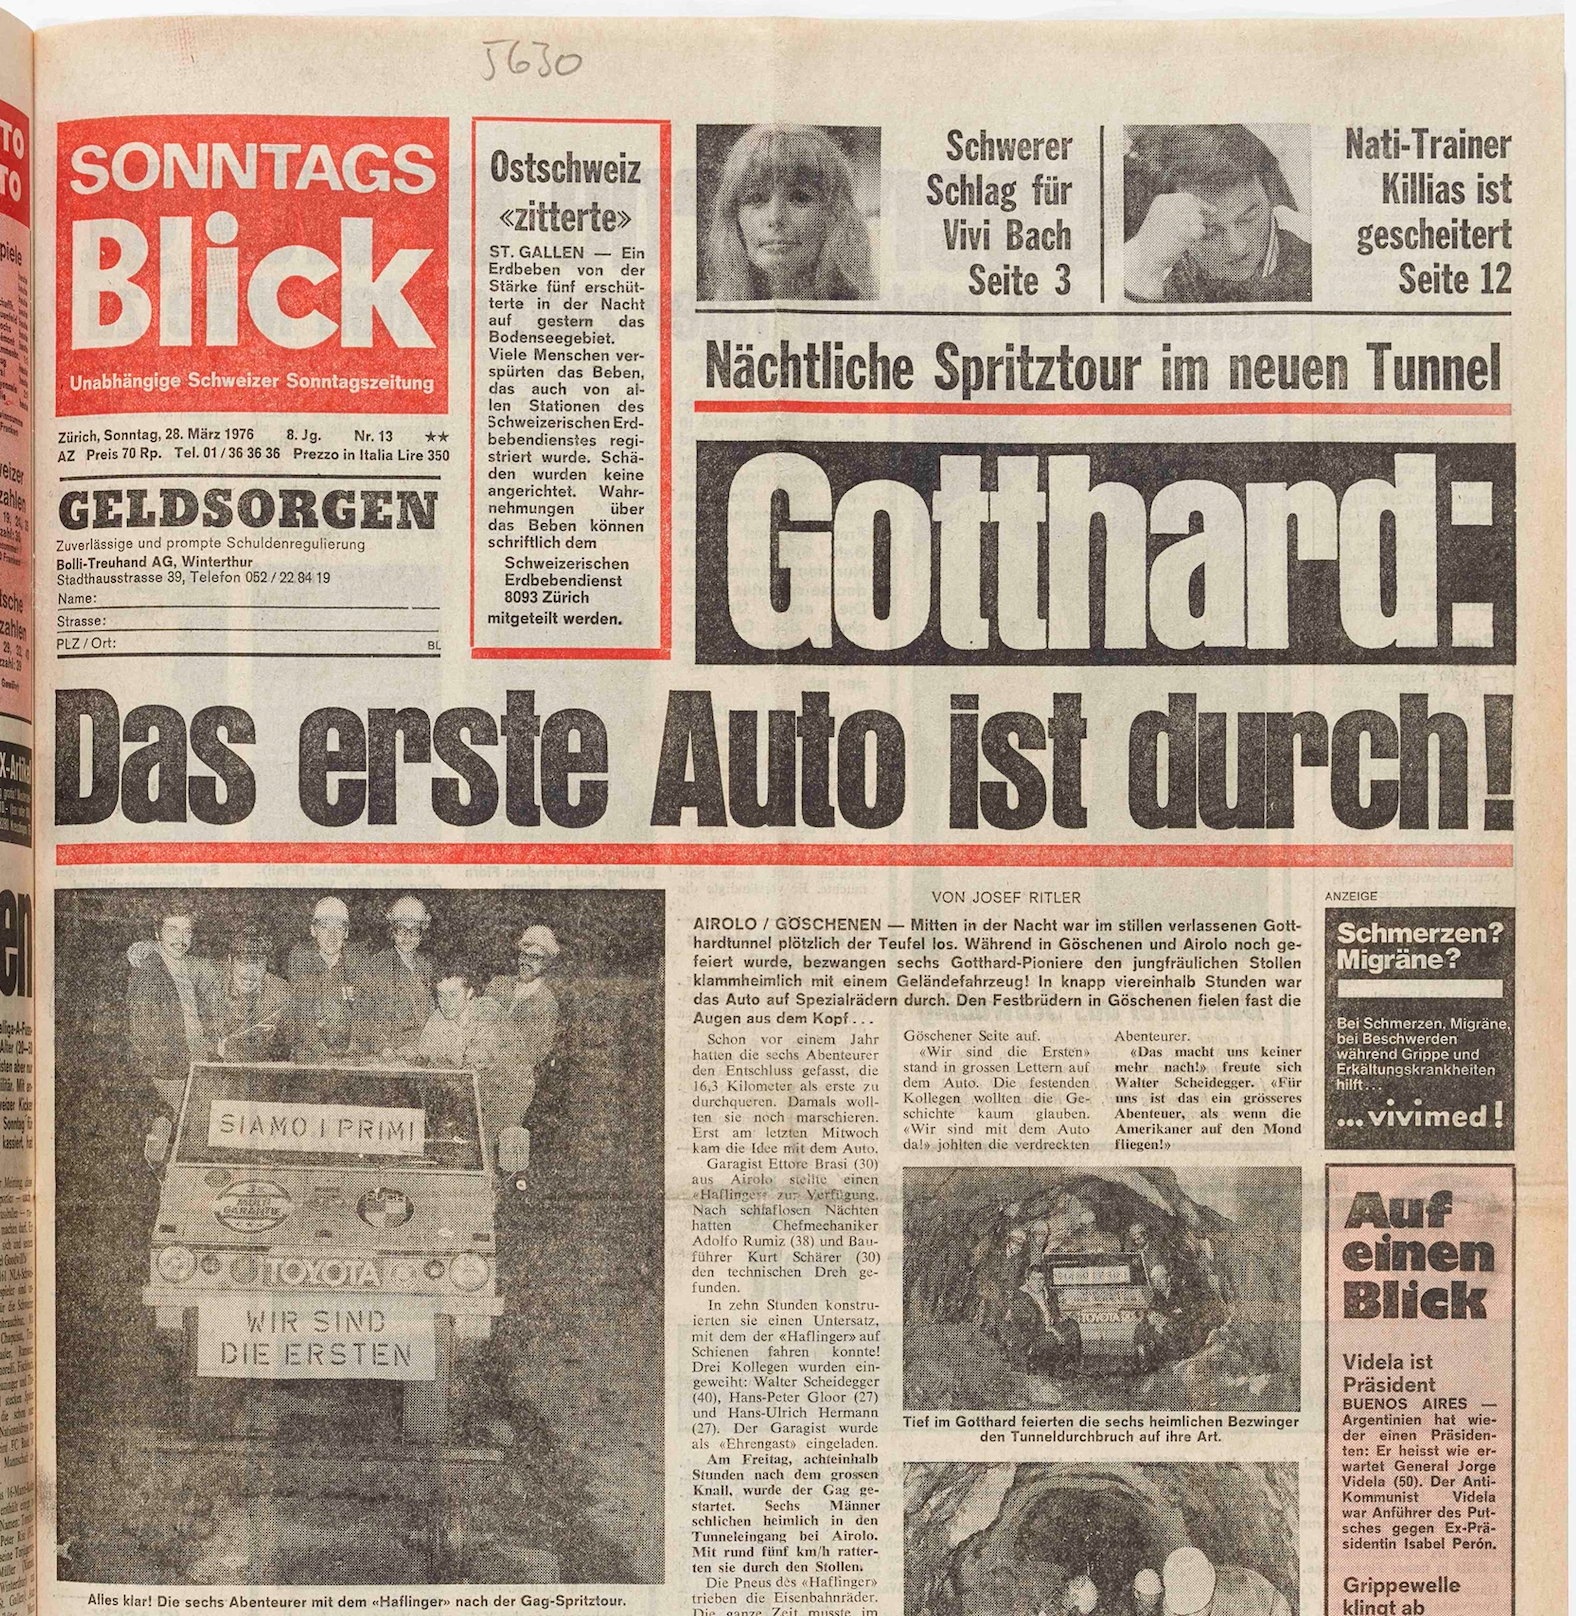 5630
SONNTAGS
Blick
Unabhängige Schweizer Sonntagszeitung
Zürich, Sonntag, 28. März 1976 8. Jg. Nr. 13 ★★
AZ Preis 70 Rp. Tel. 01 / 36 36 36 Prezzo in Italia Lire 350
GELDSORGEN
Zuverlässige und prompte Schuldenregulierung
Bolli-Treuhand AG, Winterthur
Stadthausstrasse 39, Telefon 052 / 22 84 19
Name:
Strasse:
PLZ / Ort:
BL
Ostschweiz
«zitterte»
ST. GALLEN — Ein
Erdbeben von der
Stärke fünf erschüt-
terte in der Nacht
auf gestern das
Bodenseegebiet.
Viele Menschen ver-
spürten das Beben,
das auch von al-
len Stationen des
Schweizerischen Erd-
bebendienstes regi-
striert wurde. Schä-
den wurden keine
angerichtet. Wahr-
nehmungen über
das Beben können
schriftlich dem
Schweizerischen
Erdbebendienst
8093 Zürich
mitgeteilt werden.
Schwerer
Schlag für
Vivi Bach
Seite 3
Nati-Trainer
Killias ist
gescheitert
Seite 12
Nächtliche Spritztour im neuen Tunnel
Gotthard:
Das erste Auto ist durch!
SIAMO I PRIMI
MULTI
GARANTIE
PUCH
TOYOTA
WIR SIND
DIE ERSTEN
Alles klar! Die sechs Abenteurer mit dem «Haflinger» nach der Gag-Spritztour.
VON JOSEF RITLER
AIROLO / GÖSCHENEN — Mitten in der Nacht war im stillen verlassenen Gott-
hardtunnel plötzlich der Teufel los. Während in Göschenen und Airolo noch ge-
feiert wurde, bezwangen sechs Gotthard-Pioniere den jungfräulichen Stollen
klammheimlich mit einem Geländefahrzeug! In knapp viereinhalb Stunden war
das Auto auf Spezialrädern durch. Den Festbrüdern in Göschenen fielen fast die
Augen aus dem Kopf . . .
Schon vor einem Jahr
hatten die sechs Abenteurer
den Entschluss gefasst, die
16,3 Kilometer als erste zu
durchqueren. Damals woll-
ten sie noch marschieren.
Erst am letzten Mittwoch
kam die Idee mit dem Auto.
Garagist Ettore Brasi (30)
aus Airolo stellte einen
«Haflinger» zur Verfügung.
Nach schlaflosen Nächten
hatten Chefmechaniker
Adolfo Rumiz (38) und Bau-
führer Kurt Schärer (30)
den technischen Dreh ge-
funden.
In zehn Stunden konstru-
ierten sie einen Untersatz,
mit dem der «Haflinger» auf
Schienen fahren konnte!
Drei Kollegen wurden ein-
geweiht: Walter Scheidegger
(40), Hans-Peter Gloor (27)
und Hans-Ulrich Hermann
(27). Der Garagist wurde
als «Ehrengast» eingeladen.
Am Freitag, achteinhalb
Stunden nach dem grossen
Knall, wurde der Gag ge-
startet. Sechs Männer
schlichen heimlich in den
Tunneleingang bei Airolo.
Mit rund fünf km/h ratter-
ten sie durch den Stollen.
Die Pneus des «Haflinger»
trieben die Eisenbahnräder.
Die ganze Zeit musste im
Göschener Seite auf.
«Wir sind die Ersten»
stand in grossen Lettern auf
dem Auto. Die festenden
Kollegen wollten die Ge-
schichte kaum glauben.
«Wir sind mit dem Auto
da!» johlten die verdreckten
Abenteurer.
«Das macht uns keiner
mehr nach!» freute sich
Walter Scheidegger. «Für
uns ist das ein grösseres
Abenteuer, als wenn die
Amerikaner auf den Mond
fliegen!»
SIAMO I PRIMI
TOYOTA
Tief im Gotthard feierten die sechs heimlichen Bezwinger
den Tunneldurchbruch auf ihre Art.
ANZEIGE
Schmerzen?
Migräne?
Bei Schmerzen, Migräne,
bei Beschwerden
während Grippe und
Erkältungskrankheiten
hilft . . .
...vivimed!
Auf
einen
Blick
Videla ist
Präsident
BUENOS AIRES —
Argentinien hat wie-
der einen Präsiden-
ten: Er heisst wie er-
wartet General Jorge
Videla (50). Der Anti-
Kommunist Videla
war Anführer des Put-
sches gegen Ex-Prä-
sidentin Isabel Perón.
Grippewelle
klingt ab